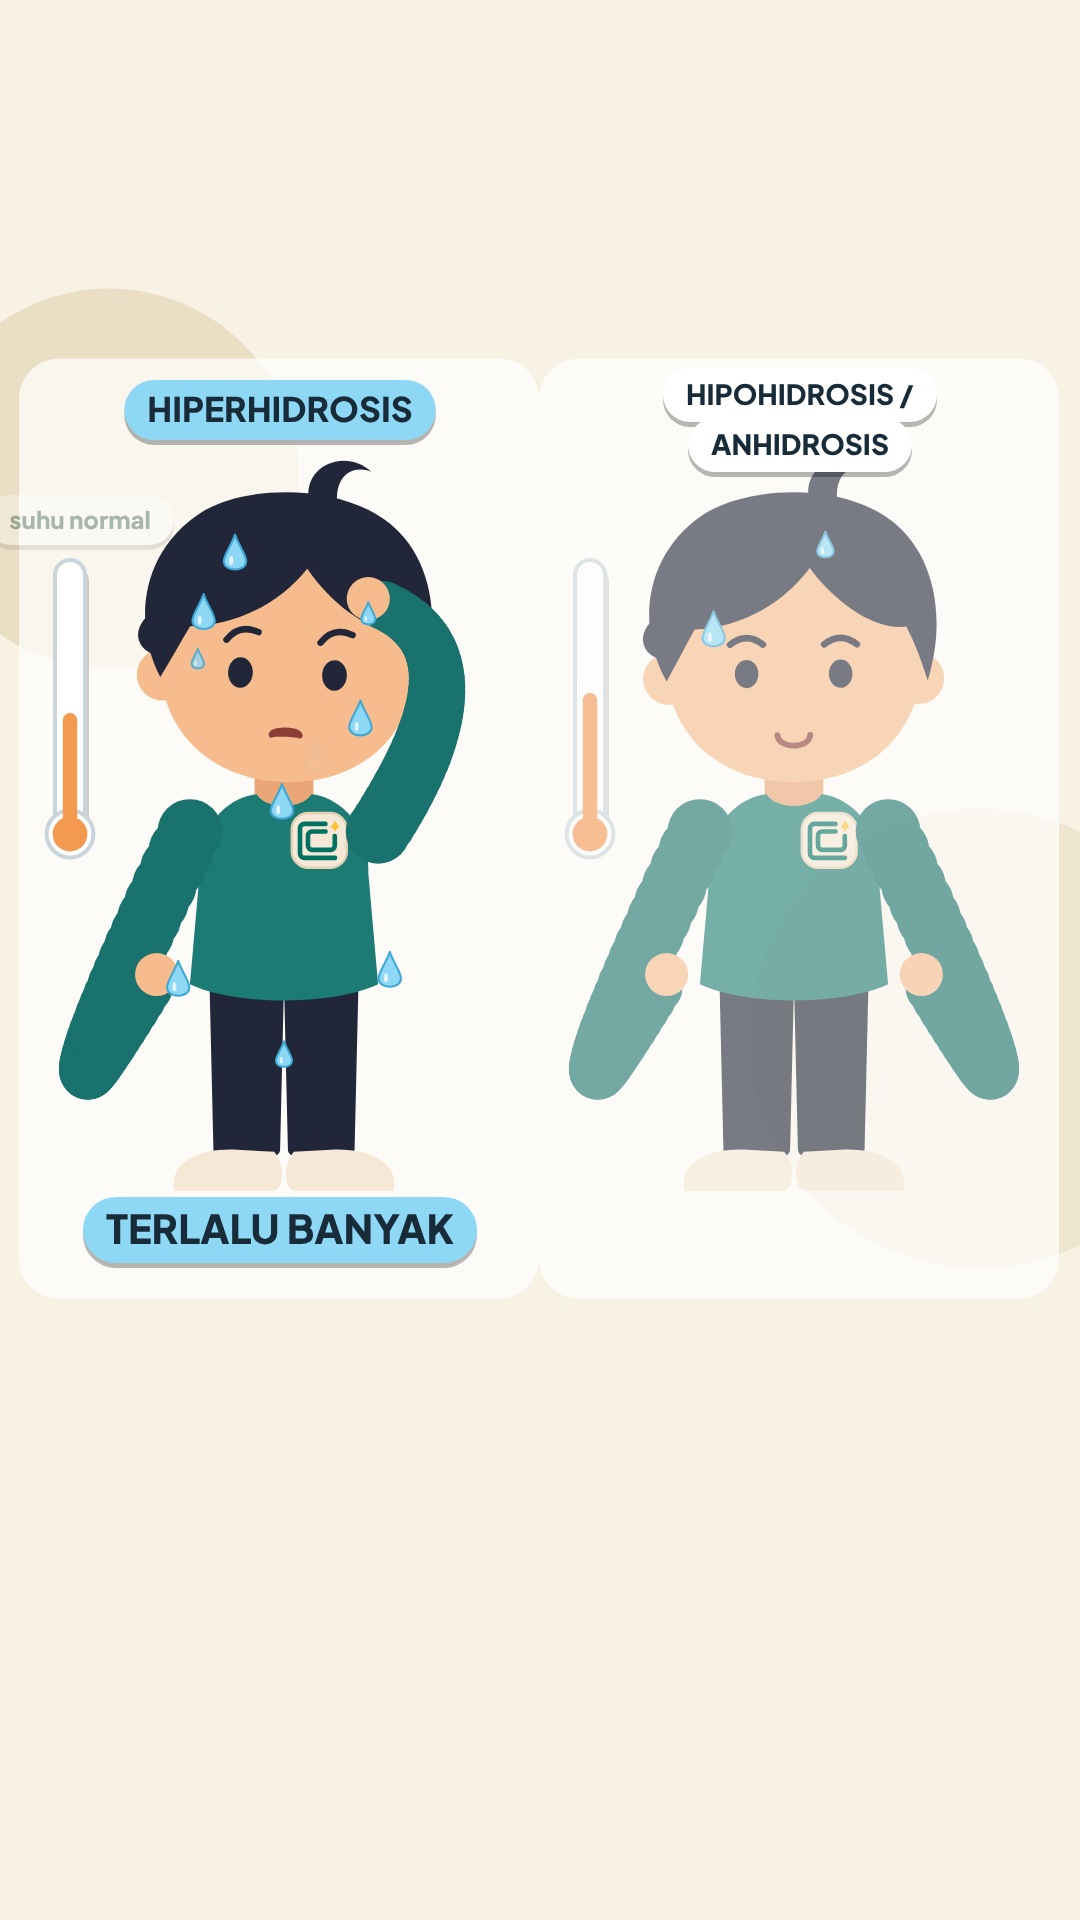 HIPERHIDROSIS
suhu normal
TERLALU BANYAK
HIPOHIDROSIS /
ANHIDROSIS